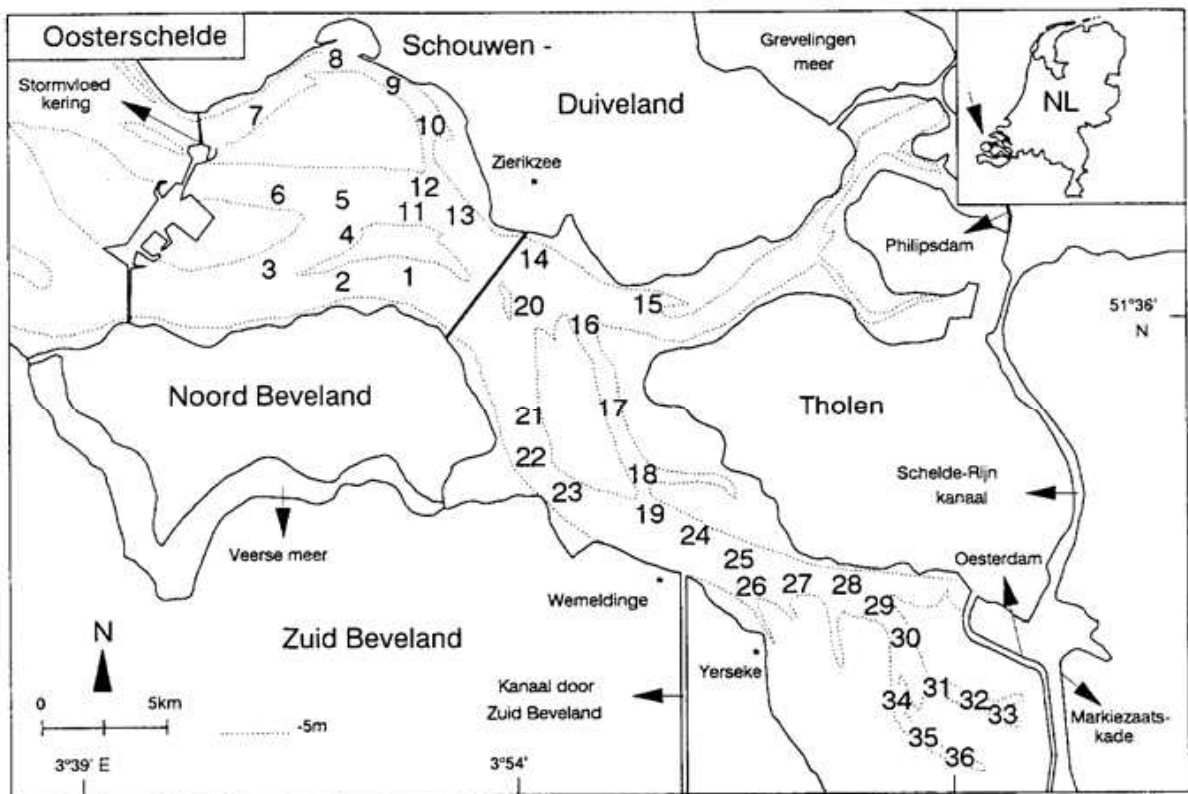 Oosterschelde
Stormvloed
kering
Schouwen -
Duiveland
Grevelingen
meer
NL
Zierikzee
Philipsdam
51°36'
N
8
7
9
10
6
5
12
11
13
4
3
2
1
14
20
15
16
Noord Beveland
Tholen
21
17
22
18
23
19
24
25
26
27
28
29
30
31
32
33
34
35
36
Schelde-Rijn
kanaal
Oesterdam
Veerse meer
Wemeldinge
Zuid Beveland
Yerseke
Kanaal door
Zuid Beveland
Markiezaats-
kade
N
0 5km
-5m
3°39' E
3°54'